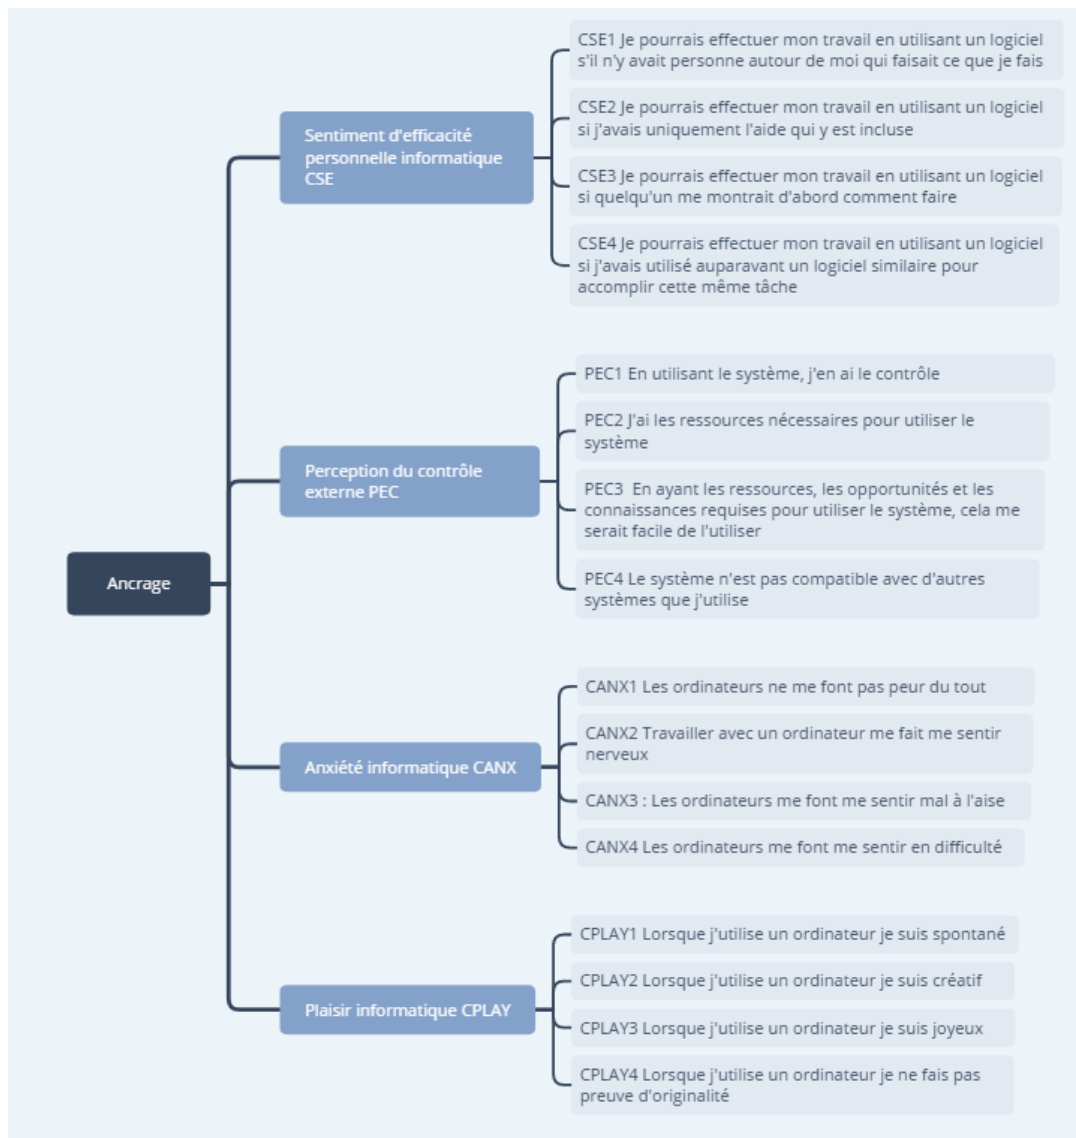 Ancrage
Sentiment d'efficacité
personnelle informatique
CSE
CSE1 Je pourrais effectuer mon travail en utilisant un logiciel
s'il n'y avait personne autour de moi qui faisait ce que je fais
CSE2 Je pourrais effectuer mon travail en utilisant un logiciel
si j'avais uniquement l'aide qui y est incluse
CSE3 Je pourrais effectuer mon travail en utilisant un logiciel
si quelqu'un me montrait d'abord comment faire
CSE4 Je pourrais effectuer mon travail en utilisant un logiciel
si j'avais utilisé auparavant un logiciel similaire pour
accomplir cette même tâche
Perception du contrôle
externe PEC
PEC1 En utilisant le système, j'en ai le contrôle
PEC2 J'ai les ressources nécessaires pour utiliser le
système
PEC3  En ayant les ressources, les opportunités et les
connaissances requises pour utiliser le système, cela me
serait facile de l'utiliser
PEC4 Le système n'est pas compatible avec d'autres
systèmes que j'utilise
Anxiété informatique CANX
CANX1 Les ordinateurs ne me font pas peur du tout
CANX2 Travailler avec un ordinateur me fait me sentir
nerveux
CANX3 : Les ordinateurs me font me sentir mal à l'aise
CANX4 Les ordinateurs me font me sentir en difficulté
Plaisir informatique CPLAY
CPLAY1 Lorsque j'utilise un ordinateur je suis spontané
CPLAY2 Lorsque j'utilise un ordinateur je suis créatif
CPLAY3 Lorsque j'utilise un ordinateur je suis joyeux
CPLAY4 Lorsque j'utilise un ordinateur je ne fais pas
preuve d'originalité